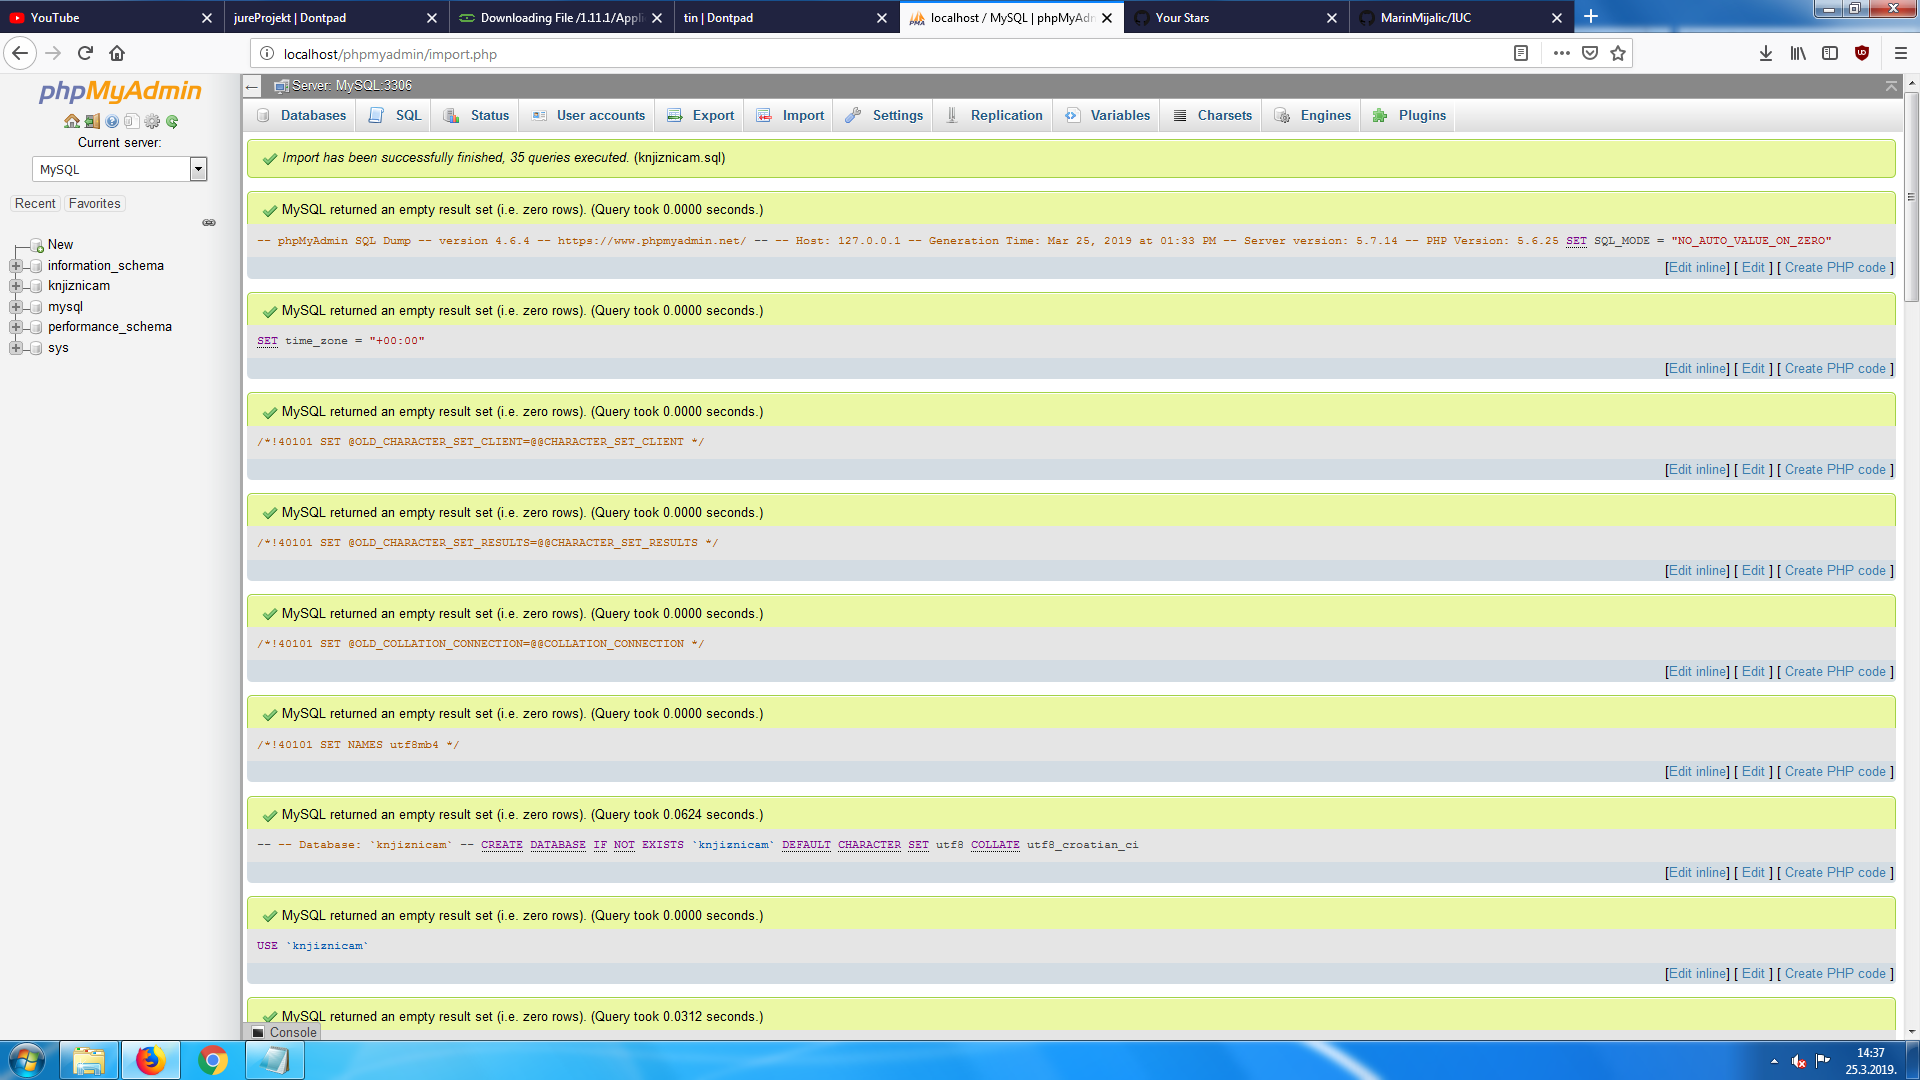 YouTube
jureProjekt | Dontpad
Downloading File /1.11.1/Appli
tin | Dontpad
localhost / MySQL | phpMyAdm
Your Stars
MarinMijalic/IUC
localhost/phpmyadmin/import.php
phpMyAdmin
Current server:
MySQL
Recent Favorites
New
information_schema
knjiznicam
mysql
performance_schema
sys
Server: MySQL:3306
Databases SQL Status User accounts Export Import Settings Replication Variables Charsets Engines Plugins
Import has been successfully finished, 35 queries executed. (knjiznicam.sql)
MySQL returned an empty result set (i.e. zero rows). (Query took 0.0000 seconds.)
-- phpMyAdmin SQL Dump -- version 4.6.4 -- https://www.phpmyadmin.net/ -- -- Host: 127.0.0.1 -- Generation Time: Mar 25, 2019 at 01:33 PM -- Server version: 5.7.14 -- PHP Version: 5.6.25 SET SQL_MODE = "NO_AUTO_VALUE_ON_ZERO"
[Edit inline] [ Edit ] [ Create PHP code ]
MySQL returned an empty result set (i.e. zero rows). (Query took 0.0000 seconds.)
SET time_zone = "+00:00"
[Edit inline] [ Edit ] [ Create PHP code ]
MySQL returned an empty result set (i.e. zero rows). (Query took 0.0000 seconds.)
/*!40101 SET @OLD_CHARACTER_SET_CLIENT=@@CHARACTER_SET_CLIENT */
[Edit inline] [ Edit ] [ Create PHP code ]
MySQL returned an empty result set (i.e. zero rows). (Query took 0.0000 seconds.)
/*!40101 SET @OLD_CHARACTER_SET_RESULTS=@@CHARACTER_SET_RESULTS */
[Edit inline] [ Edit ] [ Create PHP code ]
MySQL returned an empty result set (i.e. zero rows). (Query took 0.0000 seconds.)
/*!40101 SET @OLD_COLLATION_CONNECTION=@@COLLATION_CONNECTION */
[Edit inline] [ Edit ] [ Create PHP code ]
MySQL returned an empty result set (i.e. zero rows). (Query took 0.0000 seconds.)
/*!40101 SET NAMES utf8mb4 */
[Edit inline] [ Edit ] [ Create PHP code ]
MySQL returned an empty result set (i.e. zero rows). (Query took 0.0624 seconds.)
-- -- Database: `knjiznicam` -- CREATE DATABASE IF NOT EXISTS `knjiznicam` DEFAULT CHARACTER SET utf8 COLLATE utf8_croatian_ci
[Edit inline] [ Edit ] [ Create PHP code ]
MySQL returned an empty result set (i.e. zero rows). (Query took 0.0000 seconds.)
USE `knjiznicam`
[Edit inline] [ Edit ] [ Create PHP code ]
MySQL returned an empty result set (i.e. zero rows). (Query took 0.0312 seconds.)
Console
14:37
25.3.2019.